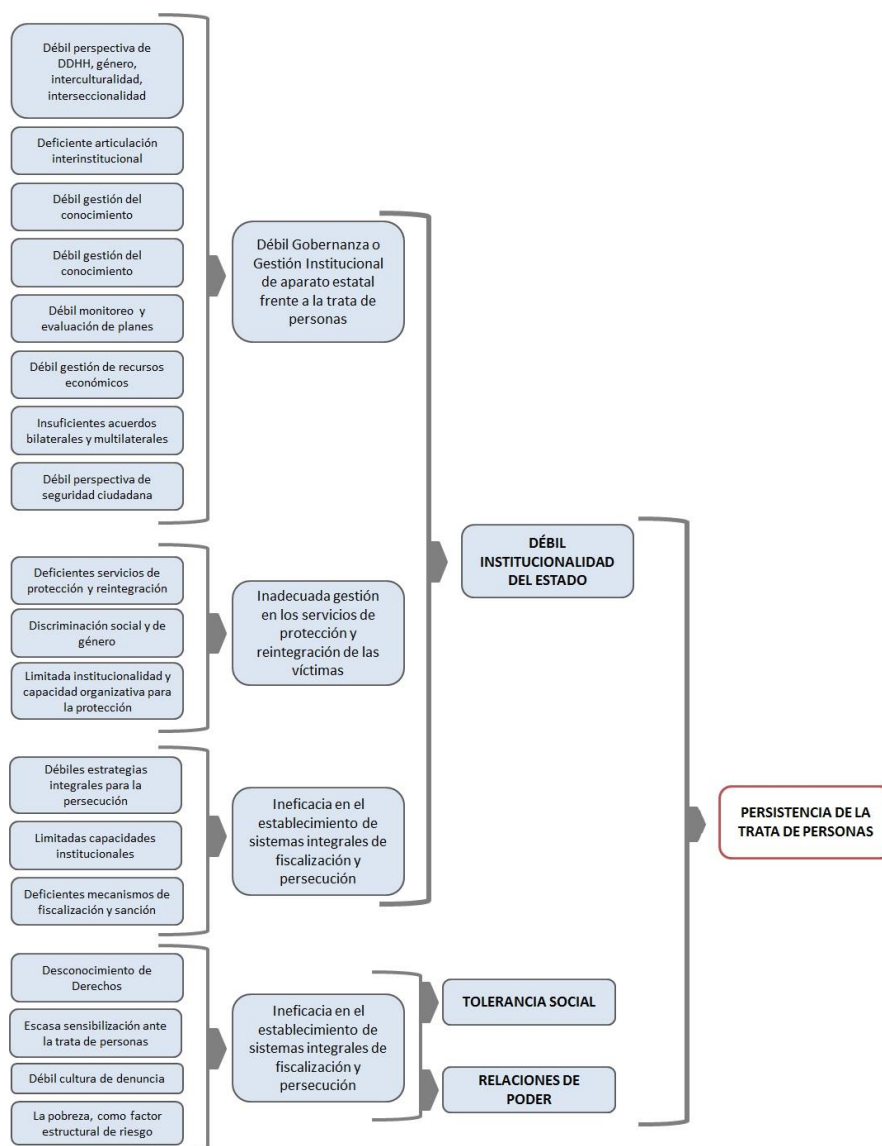 Débil perspectiva de
DDHH, género,
interculturalidad,
interseccionalidad
Deficiente articulación
interinstitucional
Débil gestión del
conocimiento
Débil gestión del
conocimiento
Débil monitoreo y
evaluación de planes
Débil gestión de recursos
económicos
Insuficientes acuerdos
bilaterales y multilaterales
Débil perspectiva de
seguridad ciudadana
Débil Gobernanza o
Gestión Institucional
de aparato estatal
frente a la trata de
personas
Deficientes servicios de
protección y reintegración
Discriminación social y de
género
Limitada institucionalidad y
capacidad organizativa para
la protección
Inadecuada gestión
en los servicios de
protección y
reintegración de las
víctimas
Débiles estrategias
integrales para la
persecución
Limitadas capacidades
institucionales
Deficientes mecanismos de
fiscalización y sanción
Ineficacia en el
establecimiento de
sistemas integrales de
fiscalización y
persecución
DÉBIL
INSTITUCIONALIDAD
DEL ESTADO
Desconocimiento de
Derechos
Escasa sensibilización ante
la trata de personas
Débil cultura de denuncia
La pobreza, como factor
estructural de riesgo
Ineficacia en el
establecimiento de
sistemas integrales de
fiscalización y
persecución
TOLERANCIA SOCIAL
RELACIONES DE
PODER
PERSISTENCIA DE LA
TRATA DE PERSONAS